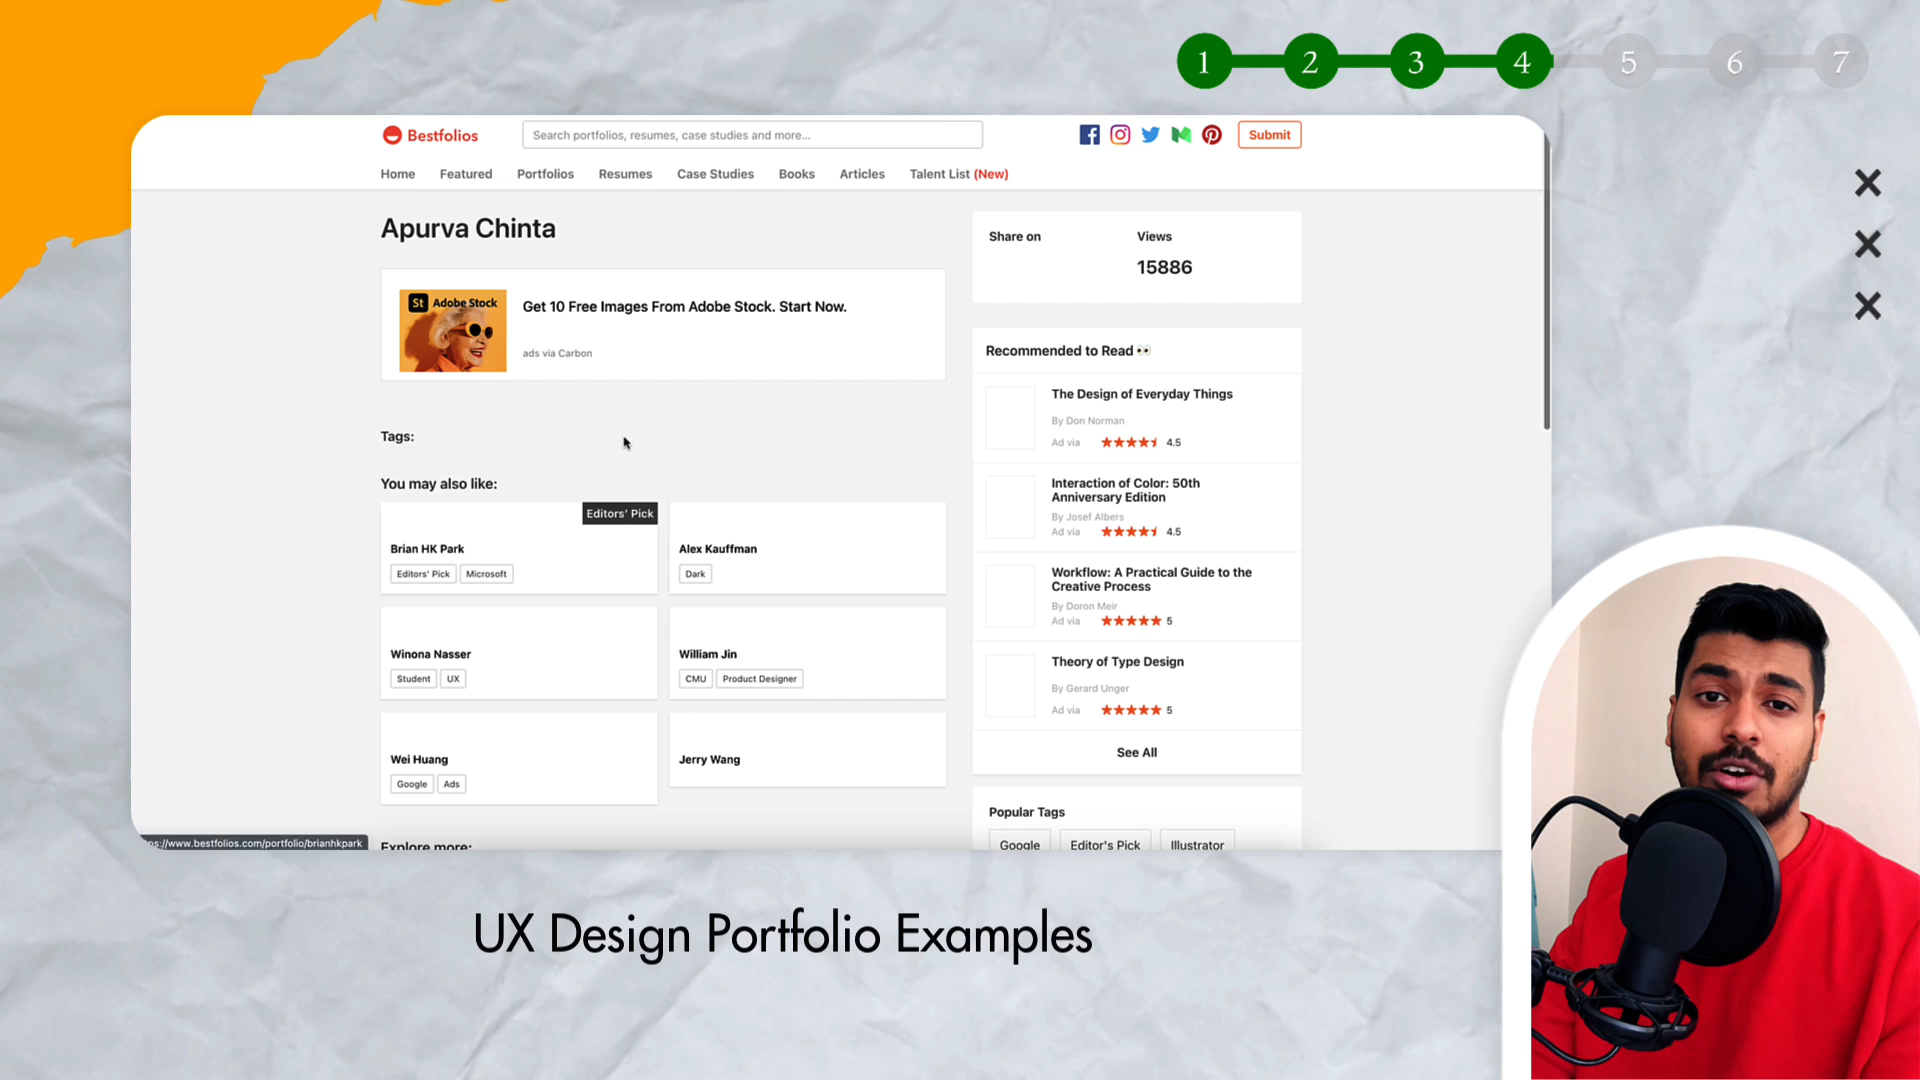 1 2 3 4 5 6 7
Bestfolios
Search portfolios, resumes, case studies and more...
Submit
Home Featured Portfolios Resumes Case Studies Books Articles Talent List (New)
Apurva Chinta
St Adobe Stock
Get 10 Free Images From Adobe Stock. Start Now.
ads via Carbon
Tags:
You may also like:
Editors' Pick
Brian HK Park
Editors' Pick Microsoft
Alex Kauffman
Dark
Winona Nasser
Student UX
William Jin
CMU Product Designer
Wei Huang
Google Ads
Jerry Wang
Explore more:
Share on
Views
15886
Recommended to Read
The Design of Everyday Things
By Don Norman
Ad via 4.5
Interaction of Color: 50th
Anniversary Edition
By Josef Albers
Ad via 4.5
Workflow: A Practical Guide to the
Creative Process
By Doron Meir
Ad via 5
Theory of Type Design
By Gerard Unger
Ad via 5
See All
Popular Tags
Google Editor's Pick Illustrator
ps://www.bestfolios.com/portfolio/brianhkpark
UX Design Portfolio Examples